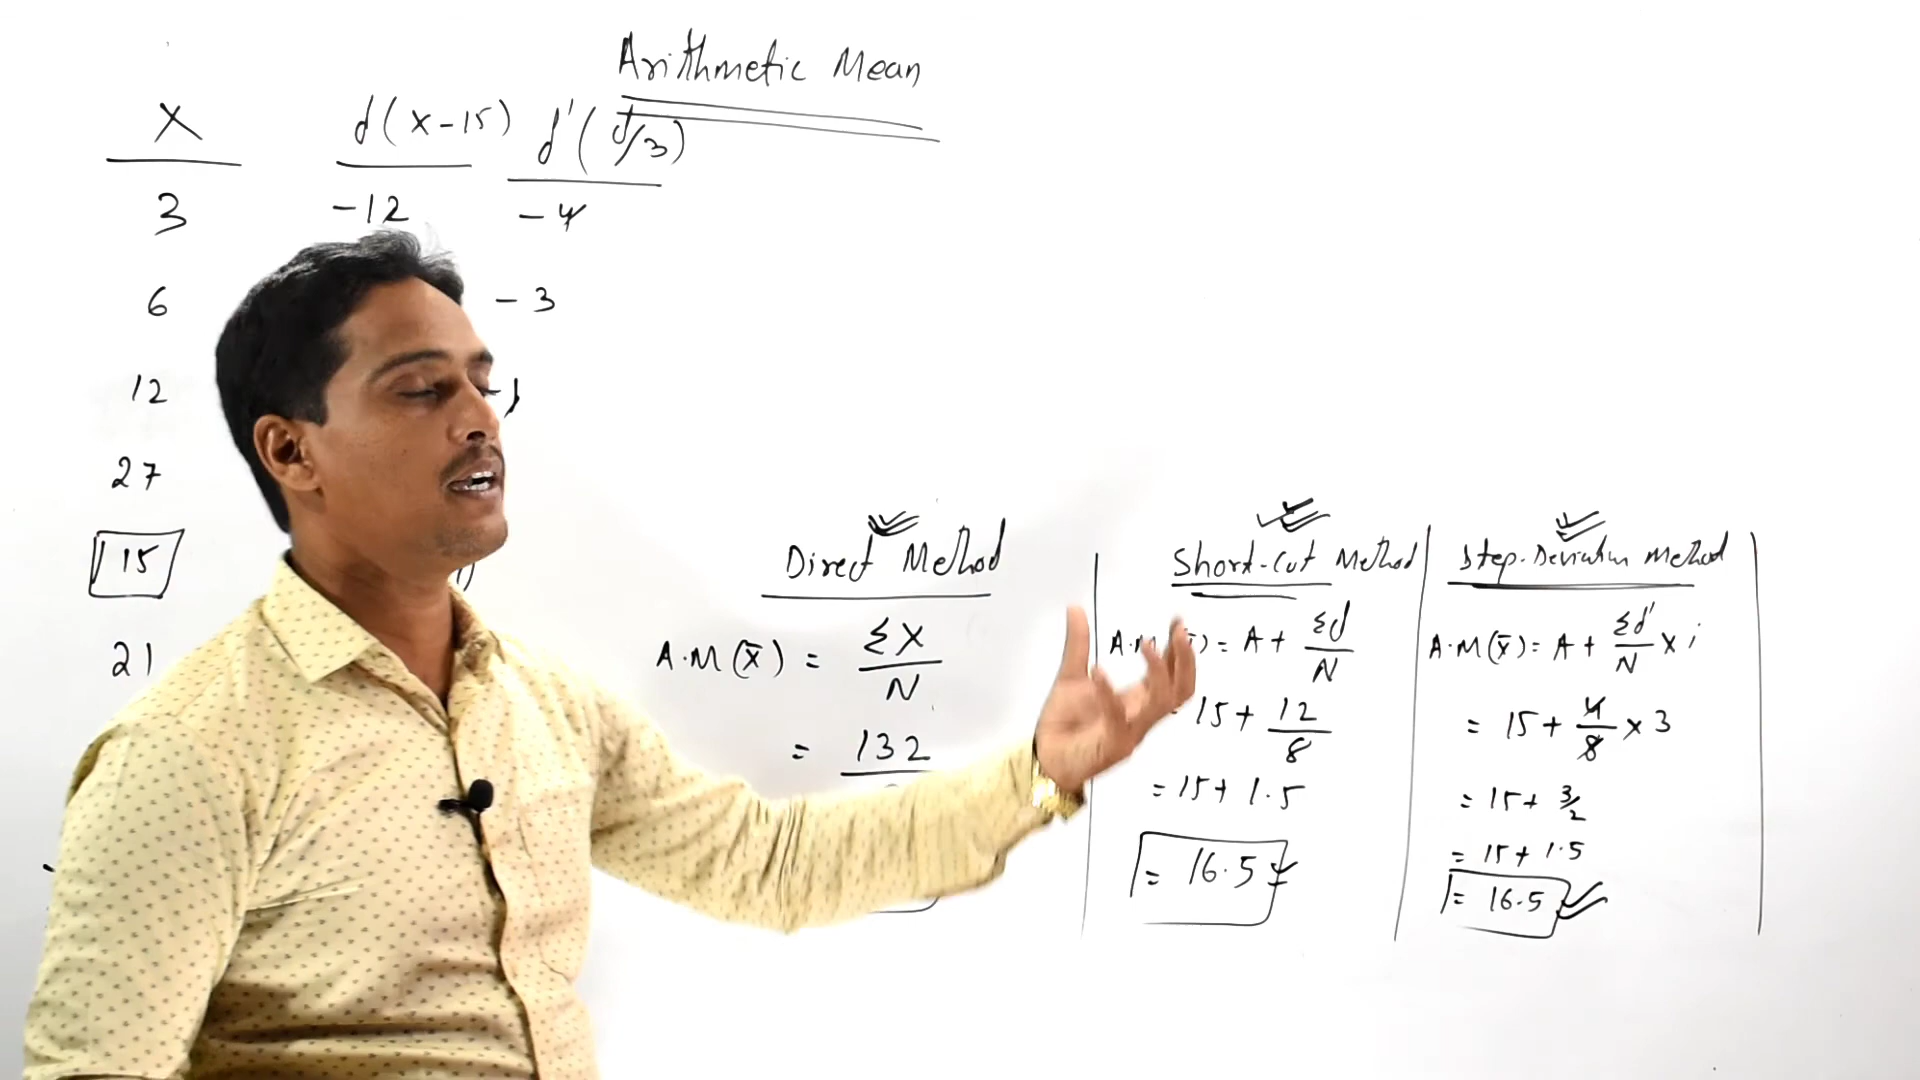 Arithmetic Mean
X d(x-15) d'(d/3)
3 -12 -4
6 -3
12 -1
27
15
21
Direct Method
A.M(x̄) = ΣX/N
= 132
Short-Cut Method
= A + Σd/N
15 + 12/8
= 15 + 1.5
= 16.5
Step-Deviation Method
A.M(x̄) = A + Σd'/N x i
= 15 + 4/8 x 3
= 15 + 3/2
= 15 + 1.5
= 16.5